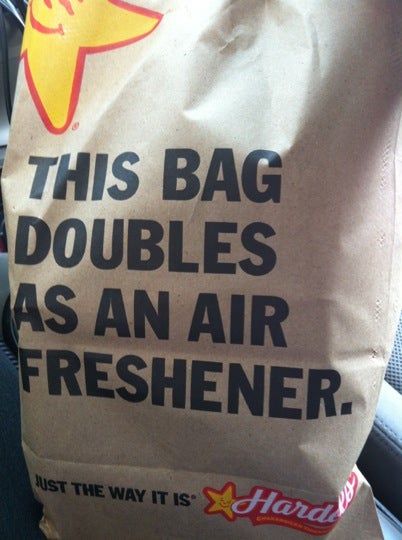 THIS BAG
DOUBLES
AS AN AIR
FRESHENER.
JUST THE WAY IT IS®
Hardee's